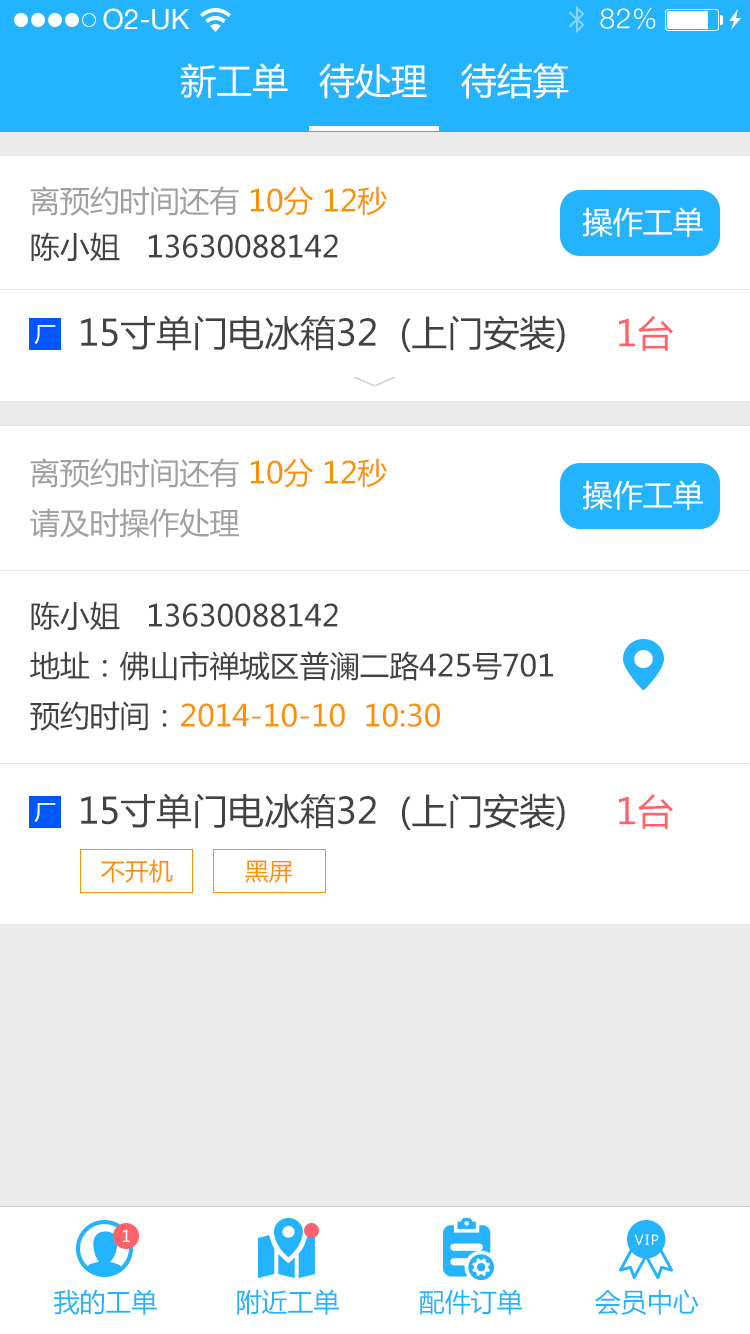 O2-UK 82%
新工单 待处理 待结算
离预约时间还有 10分 12秒
陈小姐 13630088142
操作工单
厂 15寸单门电冰箱32 (上门安装) 1台
离预约时间还有 10分 12秒
请及时操作处理
操作工单
陈小姐 13630088142
地址：佛山市禅城区普澜二路425号701
预约时间：2014-10-10 10:30
厂 15寸单门电冰箱32 (上门安装) 1台
不开机 黑屏
1 VIP
我的工单 附近工单 配件订单 会员中心